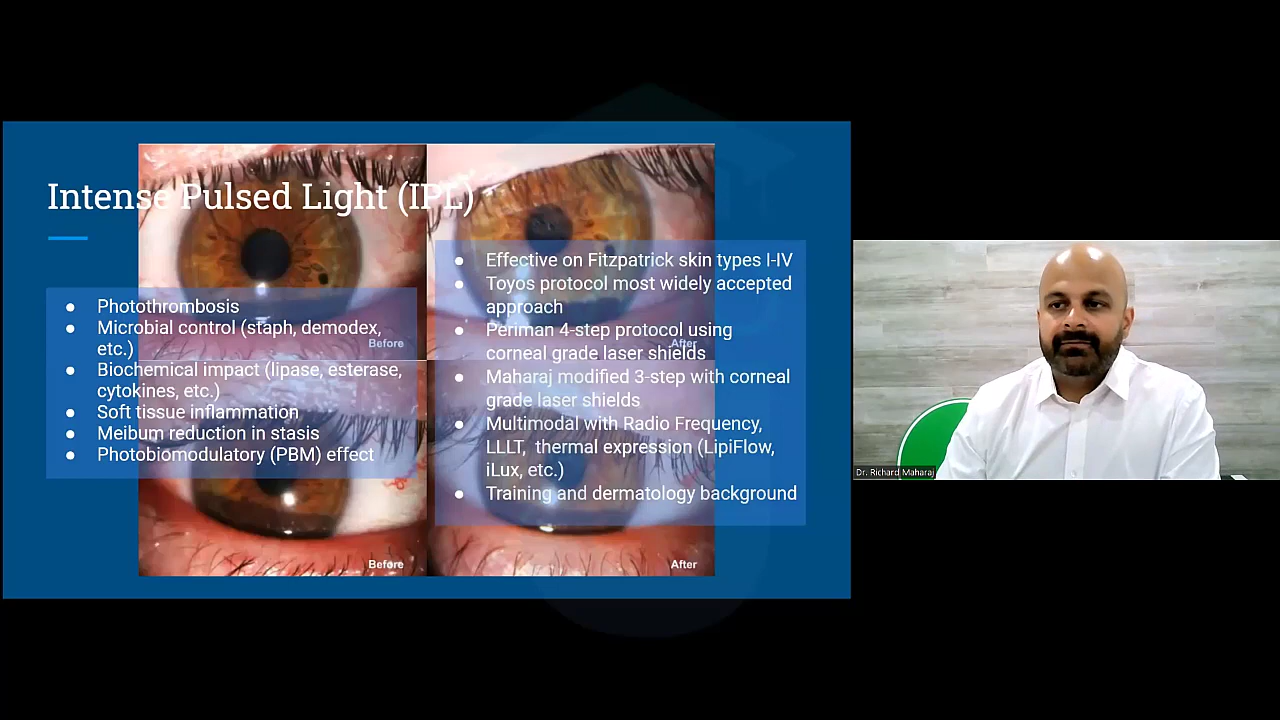 Intense Pulsed Light (IPL)
● Photothrombosis
● Microbial control (staph, demodex,
etc.)
● Biochemical impact (lipase, esterase,
cytokines, etc.)
● Soft tissue inflammation
● Meibum reduction in stasis
● Photobiomodulatory (PBM) effect
● Effective on Fitzpatrick skin types I-IV
● Toyos protocol most widely accepted
approach
● Periman 4-step protocol using
corneal grade laser shields
● Maharaj modified 3-step with corneal
grade laser shields
● Multimodal with Radio Frequency,
LLLT, thermal expression (LipiFlow,
iLux, etc.)
● Training and dermatology background
Before
After
Before
After
Dr. Richard Maharaj